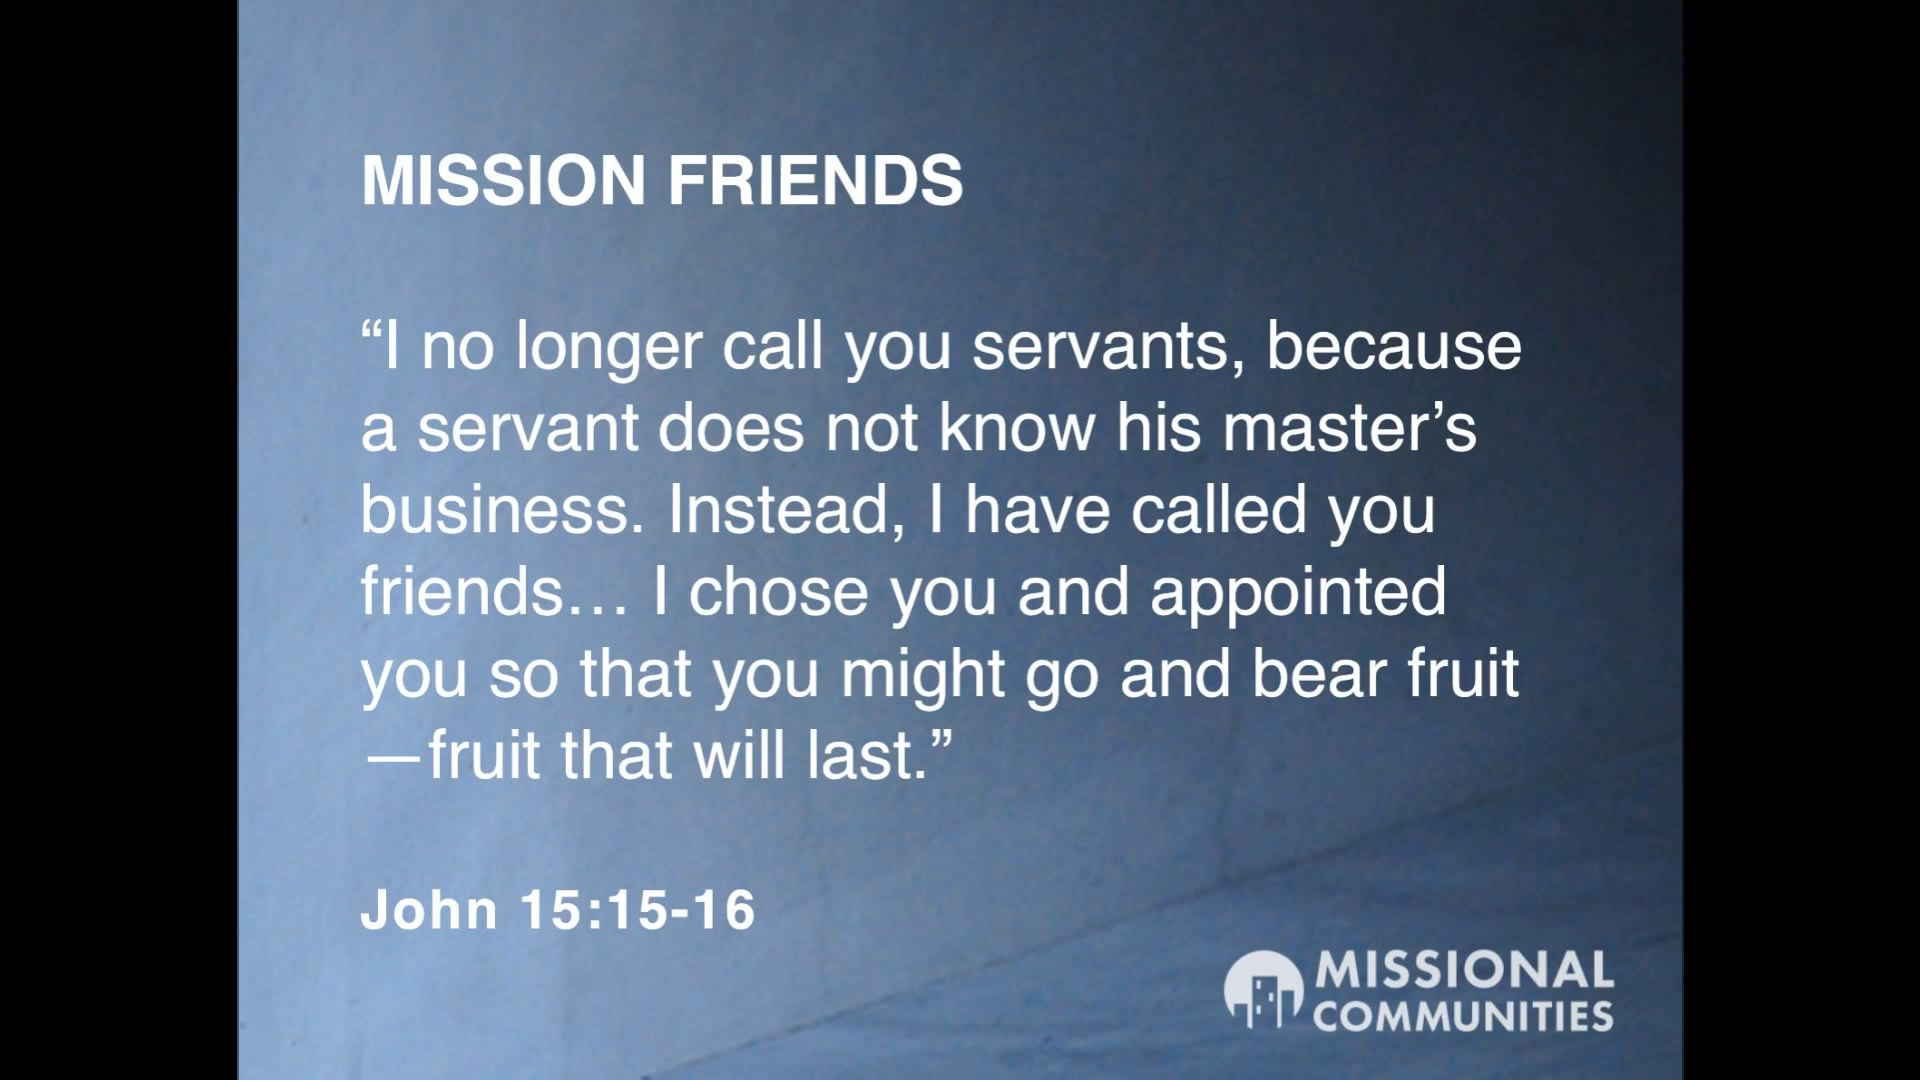 MISSION FRIENDS
“I no longer call you servants, because
a servant does not know his master’s
business. Instead, I have called you
friends… I chose you and appointed
you so that you might go and bear fruit
—fruit that will last.”
John 15:15-16
MISSIONAL
COMMUNITIES